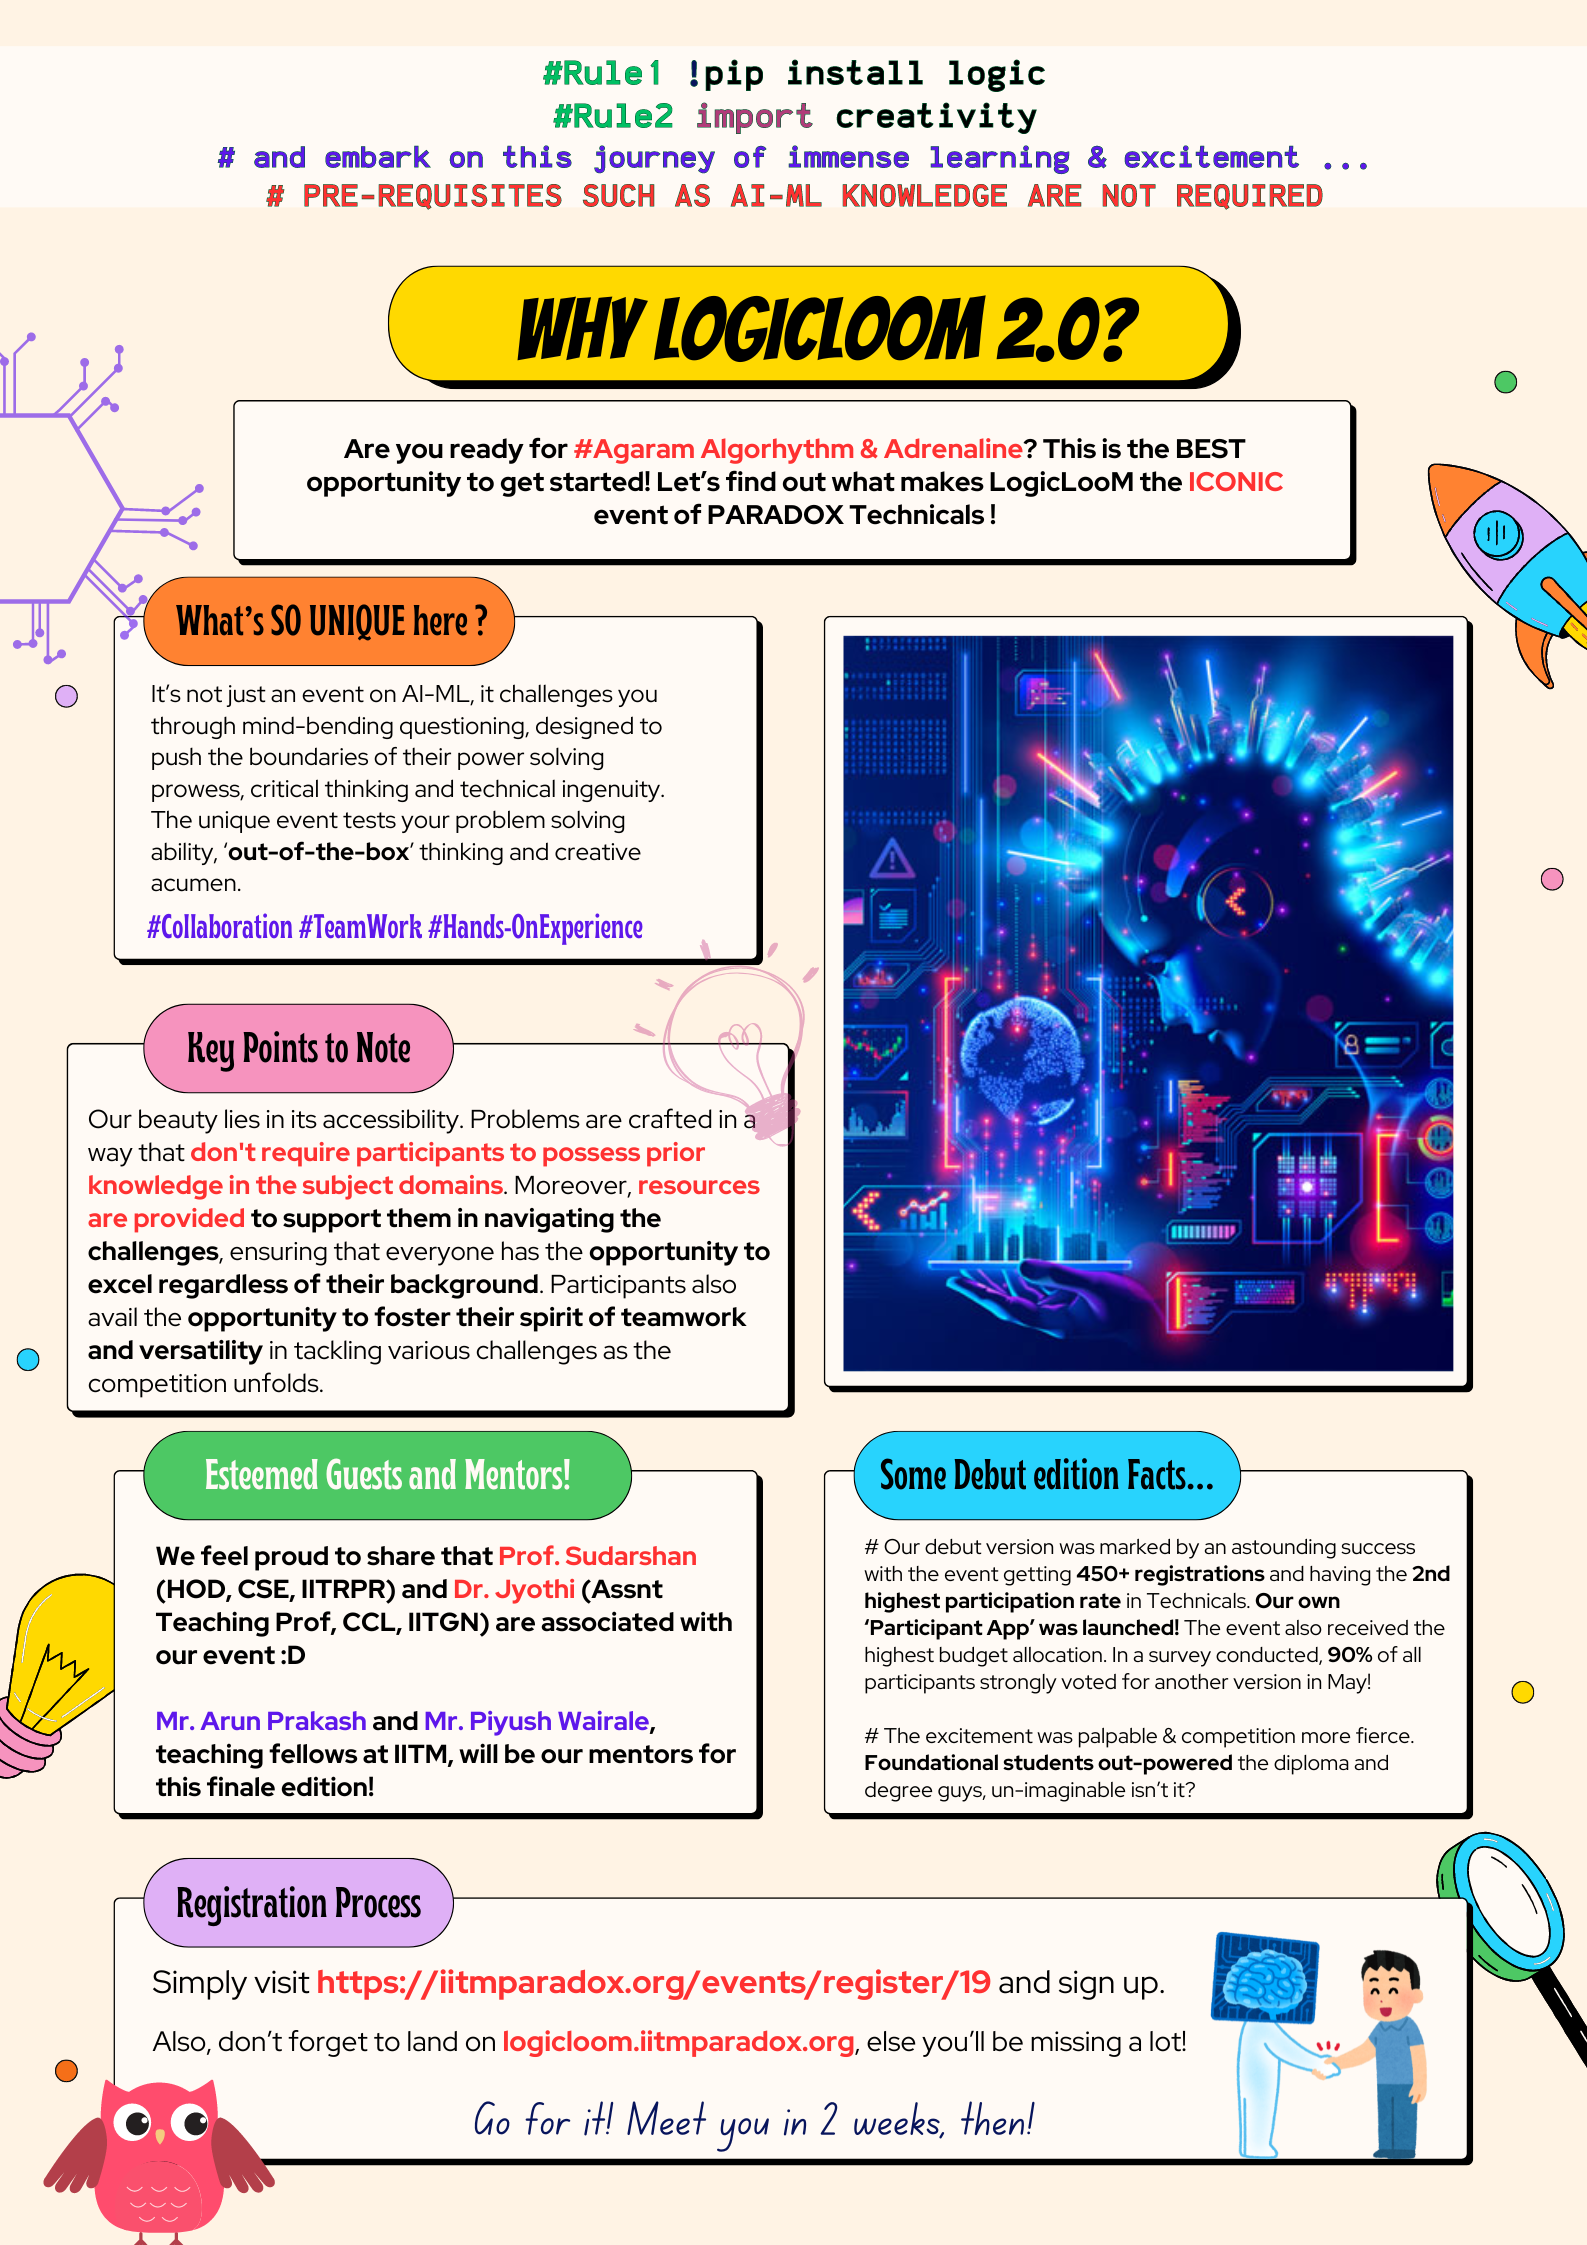 #Rule1 !pip install logic
#Rule2 import creativity
# and embark on this journey of immense learning & excitement ...
# PRE-REQUISITES SUCH AS AI-ML KNOWLEDGE ARE NOT REQUIRED
WHY LOGICLOOM 2.0?
Are you ready for #Agaram Algorhythm & Adrenaline? This is the BEST
opportunity to get started! Let's find out what makes LogicLooM the ICONIC
event of PARADOX Technicals !
What's SO UNIQUE here ?
It's not just an event on AI-ML, it challenges you
through mind-bending questioning, designed to
push the boundaries of their power solving
prowess, critical thinking and technical ingenuity.
The unique event tests your problem solving
ability, 'out-of-the-box' thinking and creative
acumen.
#Collaboration #TeamWork #Hands-OnExperience
Key Points to Note
Our beauty lies in its accessibility. Problems are crafted in a
way that don't require participants to possess prior
knowledge in the subject domains. Moreover, resources
are provided to support them in navigating the
challenges, ensuring that everyone has the opportunity to
excel regardless of their background. Participants also
avail the opportunity to foster their spirit of teamwork
and versatility in tackling various challenges as the
competition unfolds.
Esteemed Guests and Mentors!
We feel proud to share that Prof. Sudarshan
(HOD, CSE, IITRPR) and Dr. Jyothi (Assnt
Teaching Prof, CCL, IITGN) are associated with
our event :D
Mr. Arun Prakash and Mr. Piyush Wairale,
teaching fellows at IITM, will be our mentors for
this finale edition!
Some Debut edition Facts...
# Our debut version was marked by an astounding success
with the event getting 450+ registrations and having the 2nd
highest participation rate in Technicals. Our own
'Participant App' was launched! The event also received the
highest budget allocation. In a survey conducted, 90% of all
participants strongly voted for another version in May!
# The excitement was palpable & competition more fierce.
Foundational students out-powered the diploma and
degree guys, un-imaginable isn't it?
Registration Process
Simply visit https://iitmparadox.org/events/register/19 and sign up.
Also, don't forget to land on logicloom.iitmparadox.org, else you'll be missing a lot!
Go for it! Meet you in 2 weeks, then!